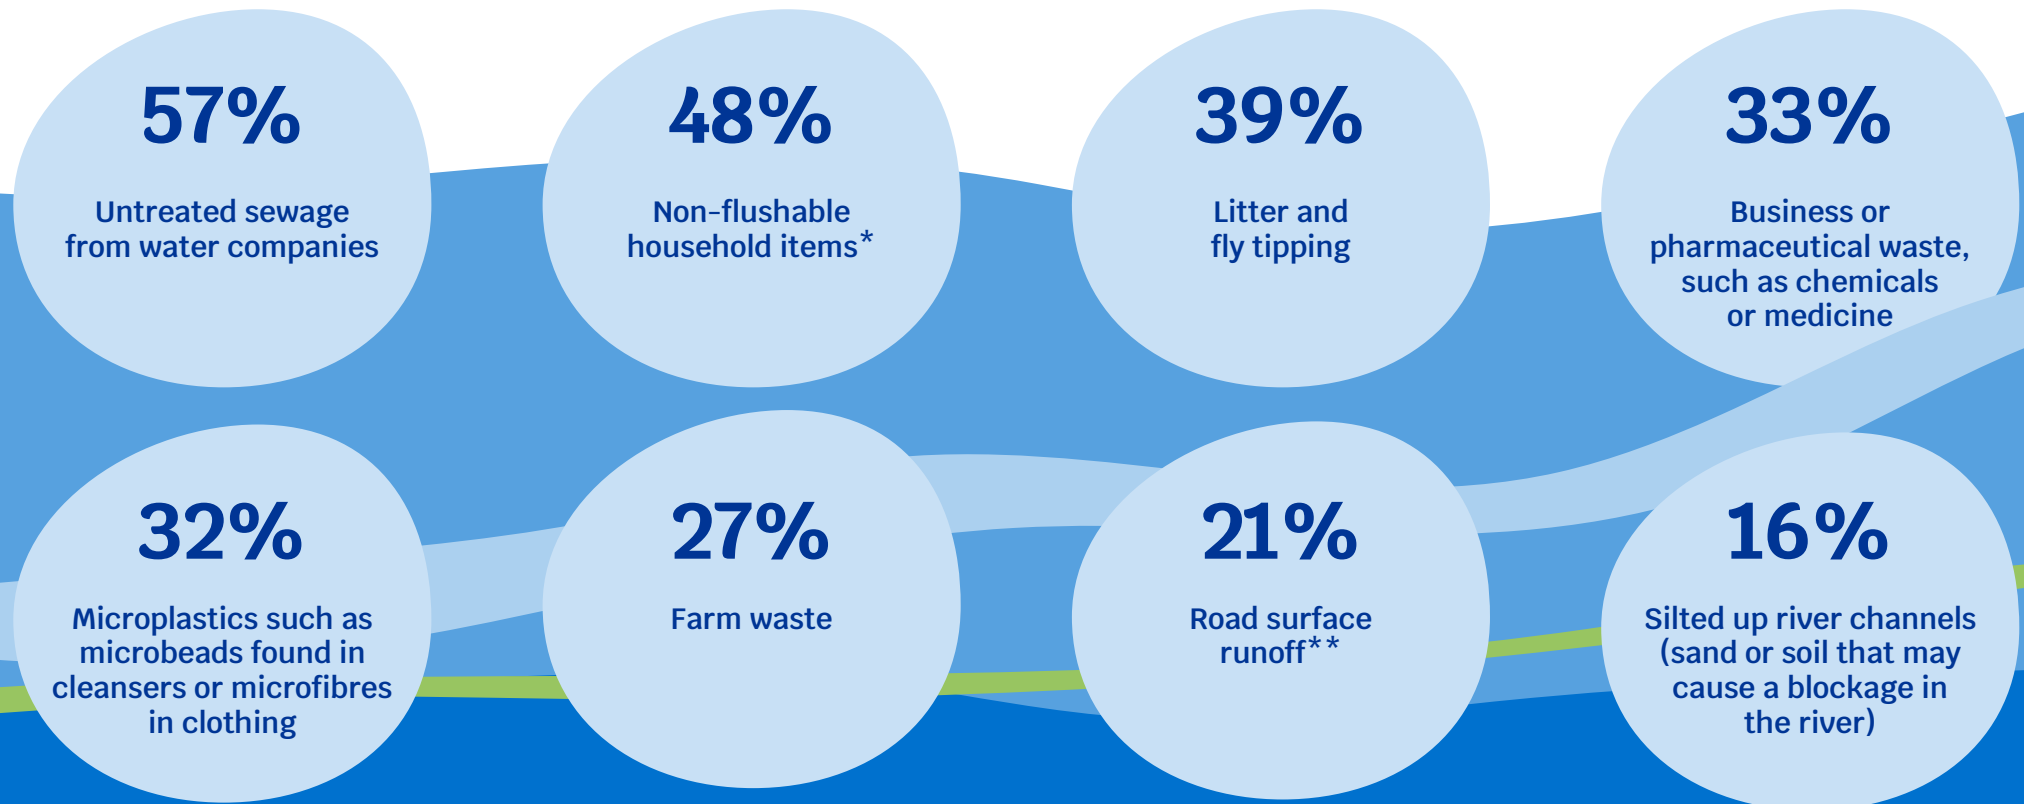 57%
Untreated sewage
from water companies
48%
Non-flushable
household items*
39%
Litter and
fly tipping
33%
Business or
pharmaceutical waste,
such as chemicals
or medicine
32%
Microplastics such as
microbeads found in
cleansers or microfibres
in clothing
27%
Farm waste
21%
Road surface
runoff**
16%
Silted up river channels
(sand or soil that may
cause a blockage in
the river)